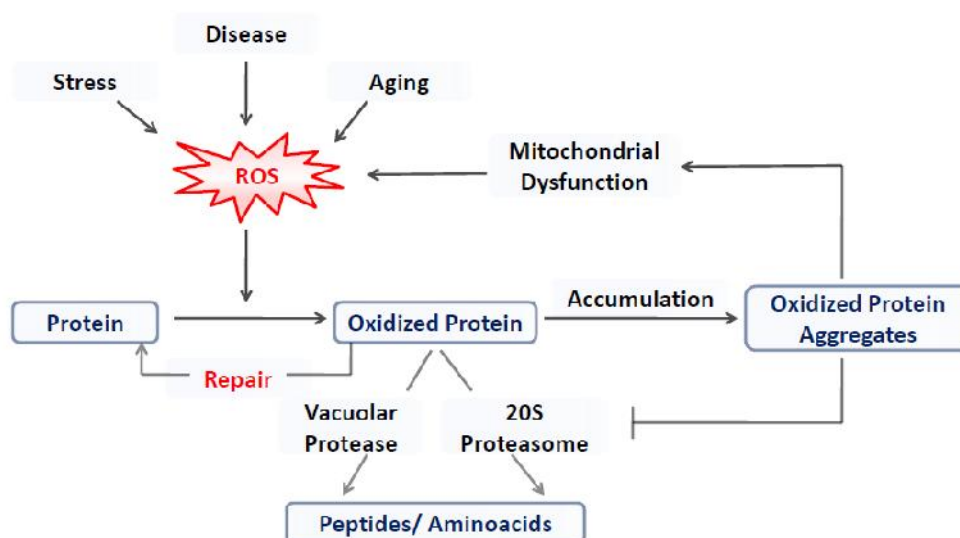 Disease
Stress
Aging
ROS
Mitochondrial
Dysfunction
Protein
Oxidized Protein
Accumulation
Oxidized Protein
Aggregates
Repair
Vacuolar
Protease
20S
Proteasome
Peptides/ Aminoacids